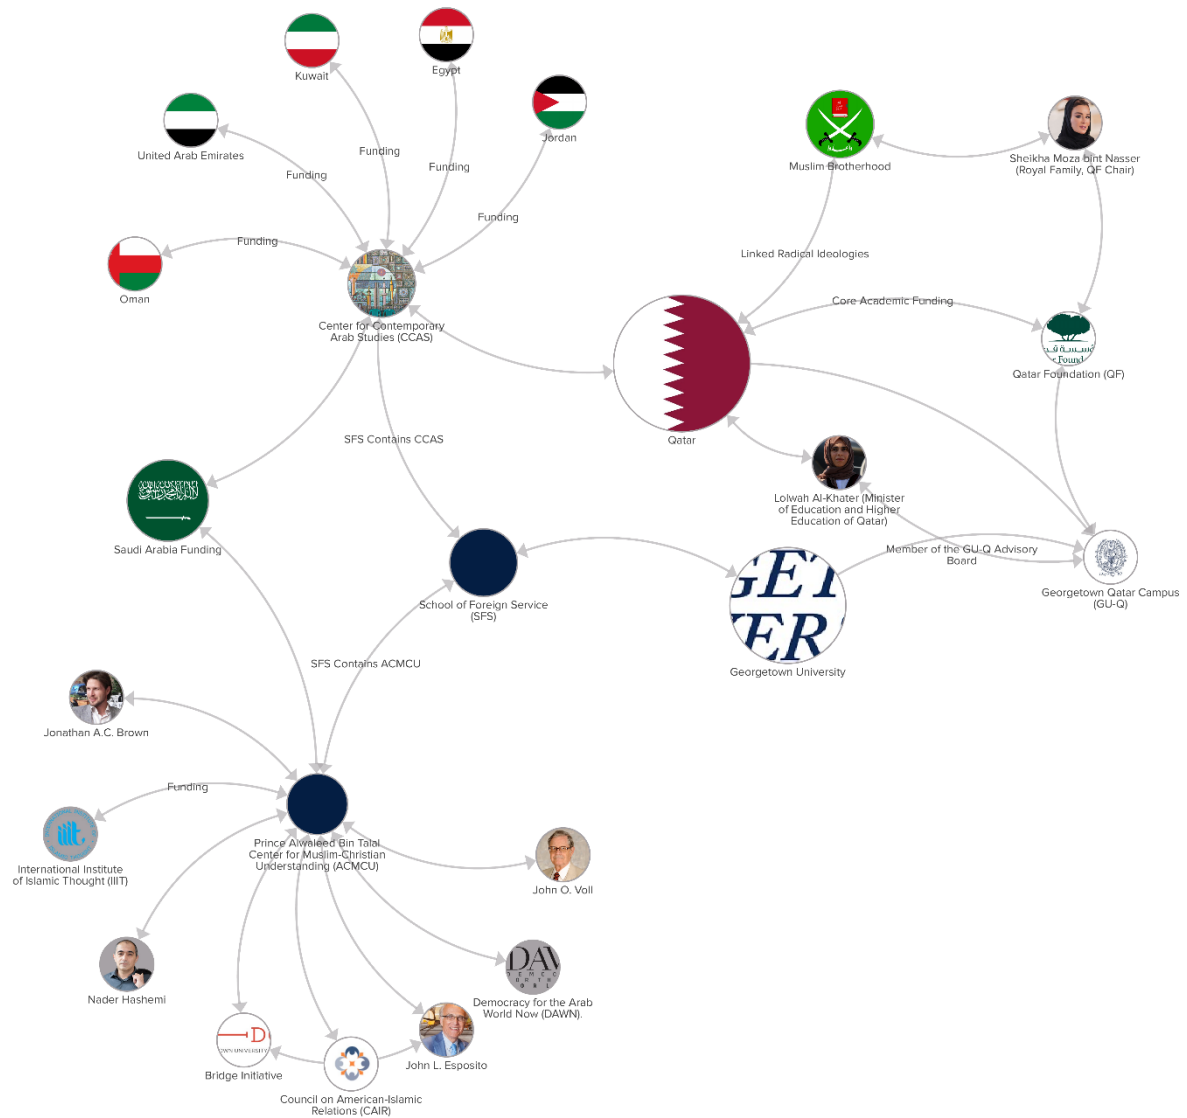 Kuwait
Egypt
Jordan
United Arab Emirates
Funding
Funding
Funding
Funding
Funding
Oman
Center for Contemporary
Arab Studies (CCAS)
Muslim Brotherhood
Sheikha Moza bint Nasser
(Royal Family, QF Chair)
Linked Radical Ideologies
Core Academic Funding
Qatar Foundation (QF)
Qatar
SFS Contains CCAS
Lolwah Al-Khater (Minister
of Education and Higher
Education of Qatar)
Saudi Arabia Funding
School of Foreign Service
(SFS)
GET
ER
Georgetown University
Member of the GU-Q Advisory
Board
Georgetown Qatar Campus
(GU-Q)
SFS Contains ACMCU
Jonathan A.C. Brown
Funding
iiit
International Institute
of Islamic Thought (IIIT)
Prince Alwaleed Bin Talal
Center for Muslim-Christian
Understanding (ACMCU)
John O. Voll
Nader Hashemi
DAW
Democracy for the Arab
World Now (DAWN).
D
OWN UNIVERSITY
Bridge Initiative
John L. Esposito
Council on American-Islamic
Relations (CAIR)